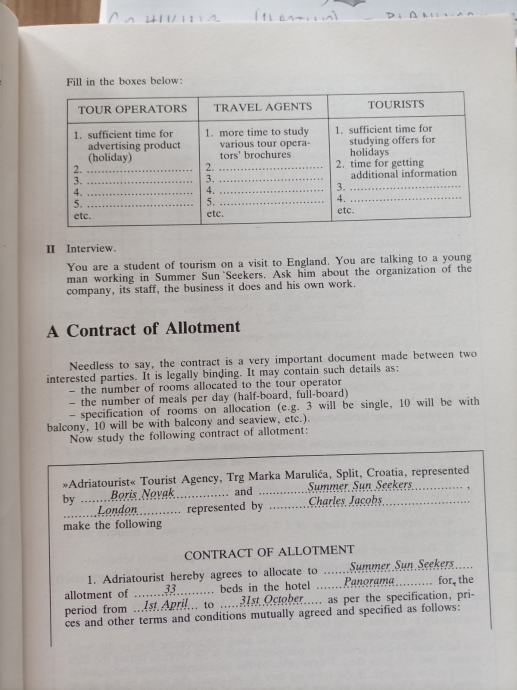 Fill in the boxes below:
TOUR OPERATORS TRAVEL AGENTS TOURISTS
1. sufficient time for advertising product (holiday)
2. ..............................
3. ..............................
4. ..............................
5. ..............................
etc.
1. more time to study various tour opera-
tors' brochures
2. ..............................
3. ..............................
4. ..............................
5. ..............................
etc.
1. sufficient time for
studying offers for
holidays
2. time for getting
additional information
3. ..............................
4. ..............................
etc.
II Interview.
You are a student of tourism on a visit to England. You are talking to a young
man working in Summer Sun Seekers. Ask him about the organization of the
company, its staff, the business it does and his own work.
A Contract of Allotment
Needless to say, the contract is a very important document made between two
interested parties. It is legally binding. It may contain such details as:
– the number of rooms allocated to the tour operator
– the number of meals per day (half-board, full-board)
– specification of rooms on allocation (e.g. 3 will be single, 10 will be with
balcony, 10 will be with balcony and seaview, etc.).
Now study the following contract of allotment:
»Adriatourist« Tourist Agency, Trg Marka Marulića, Split, Croatia, represented
by ........Boris Novak.............. and .............Summer Sun Seekers............... ,
.......London........... represented by ..........Charles Jacobs......................
make the following
CONTRACT OF ALLOTMENT
1. Adriatourist hereby agrees to allocate to ......Summer Sun Seekers.....
allotment of ........33.......... beds in the hotel .......Panorama.......... for, the
period from ..1st April... to .....31st October..... as per the specification, pri-
ces and other terms and conditions mutually agreed and specified as follows: